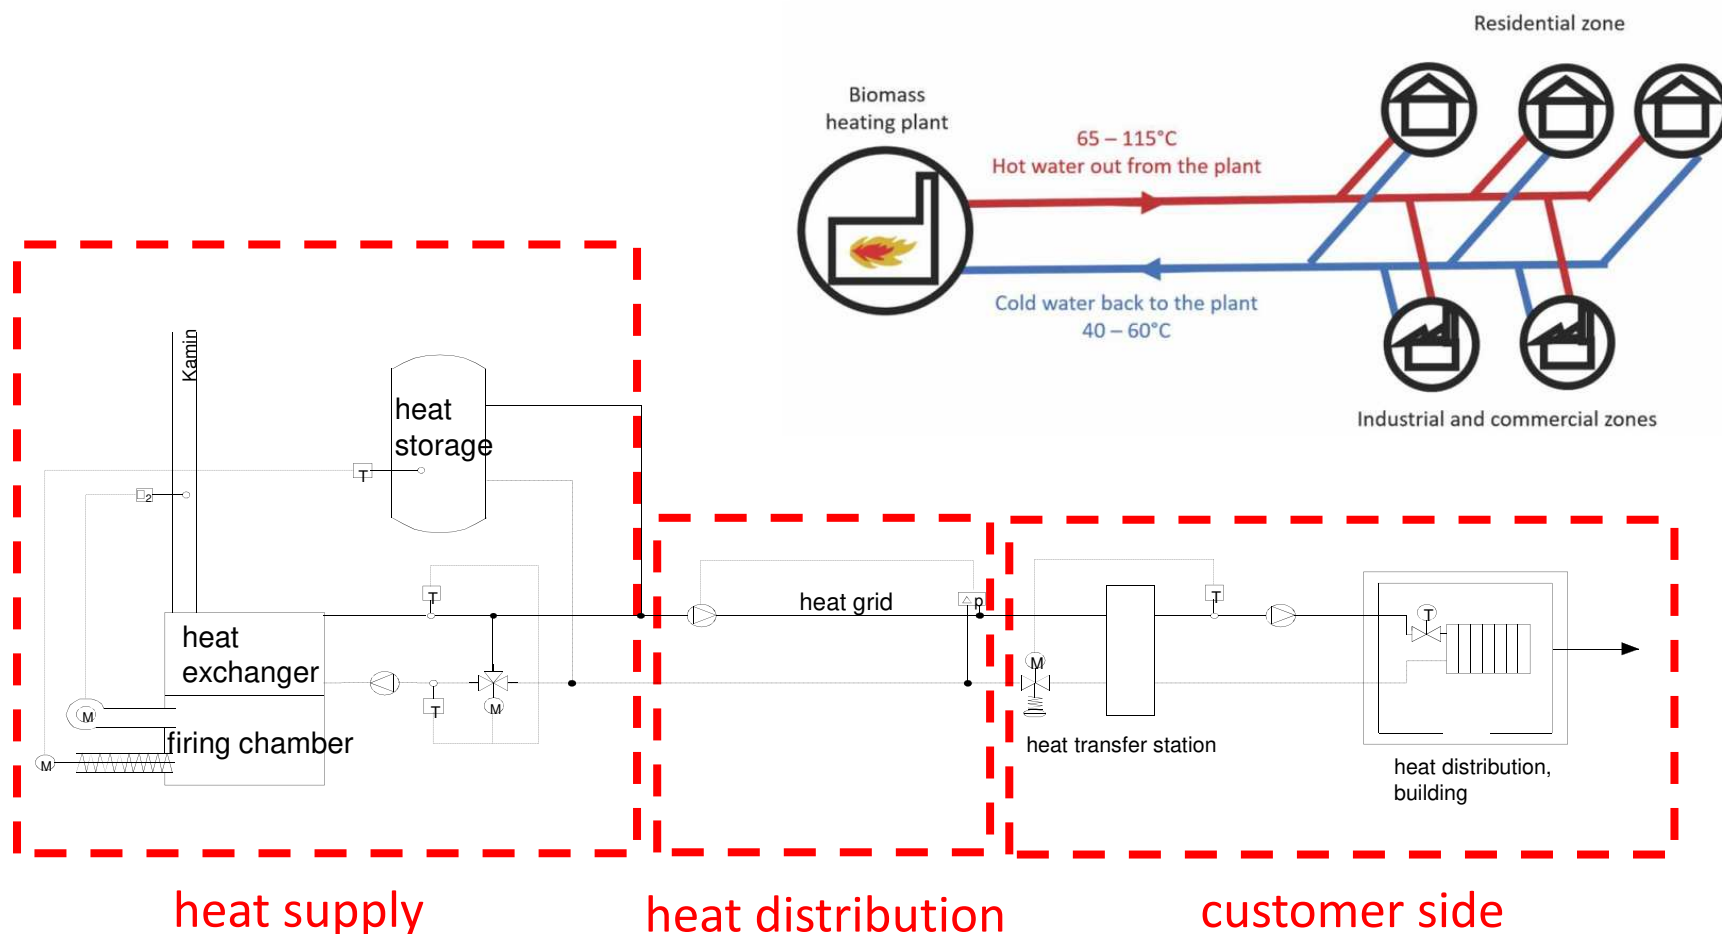 Residential zone
Biomass
heating plant
65 – 115°C
Hot water out from the plant
Cold water back to the plant
40 – 60°C
Industrial and commercial zones
Kamin
heat
storage
T
2
T
heat
exchanger
T
M
M
firing chamber
M
heat grid
p
T
M
T
heat transfer station
heat distribution,
building
heat supply
heat distribution
customer side